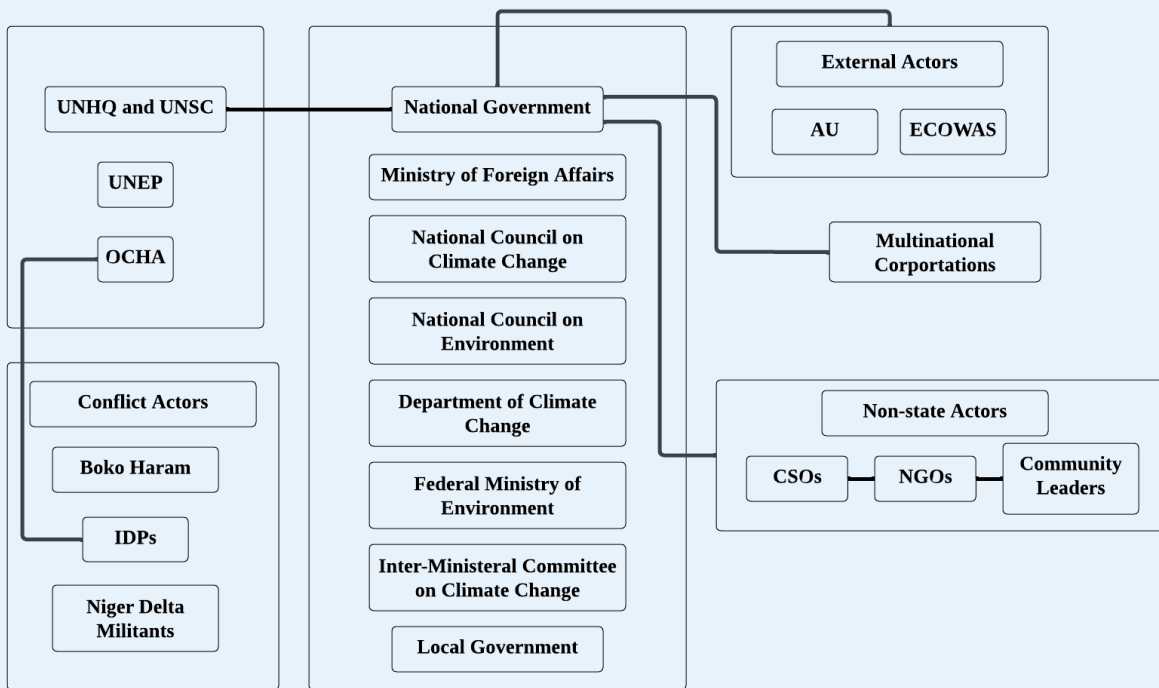 UNHQ and UNSC
UNEP
OCHA
Conflict Actors
Boko Haram
IDPs
Niger Delta
Militants
National Government
Ministry of Foreign Affairs
National Council on
Climate Change
National Council on
Environment
Department of Climate
Change
Federal Ministry of
Environment
Inter-Ministeral Committee
on Climate Change
Local Government
External Actors
AU
ECOWAS
Multinational
Corportations
Non-state Actors
CSOs
NGOs
Community
Leaders